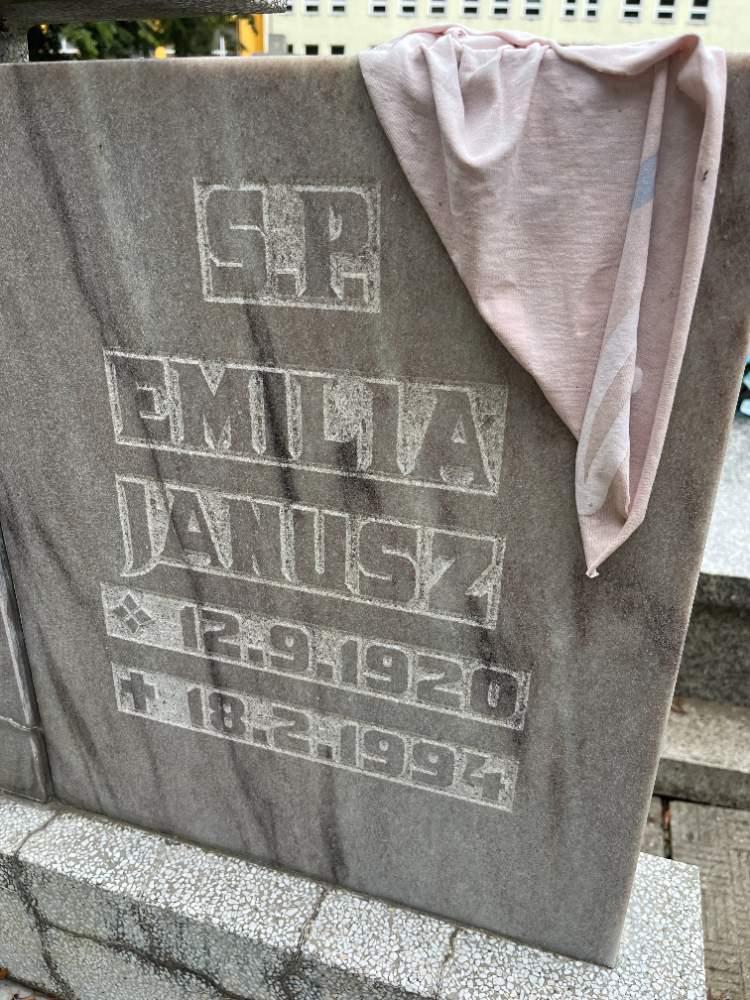 S.P.
EMILIA
JANUSZ
12.9.1920
✝ 18.2.1994